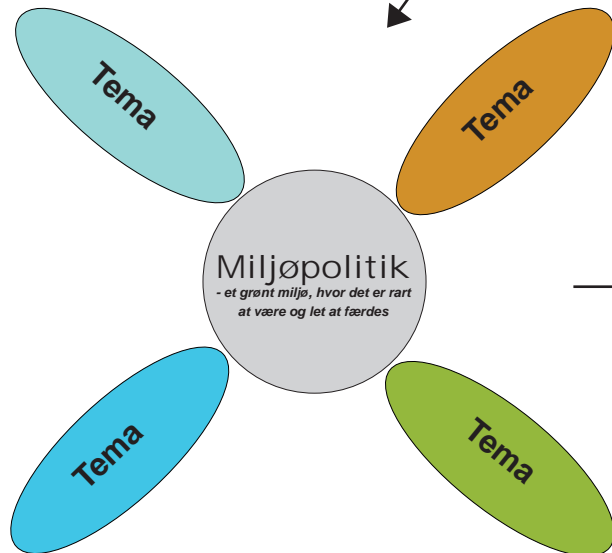 Tema
Tema
Miljøpolitik
- et grønt miljø, hvor det er rart
at være og let at færdes
Tema
Tema